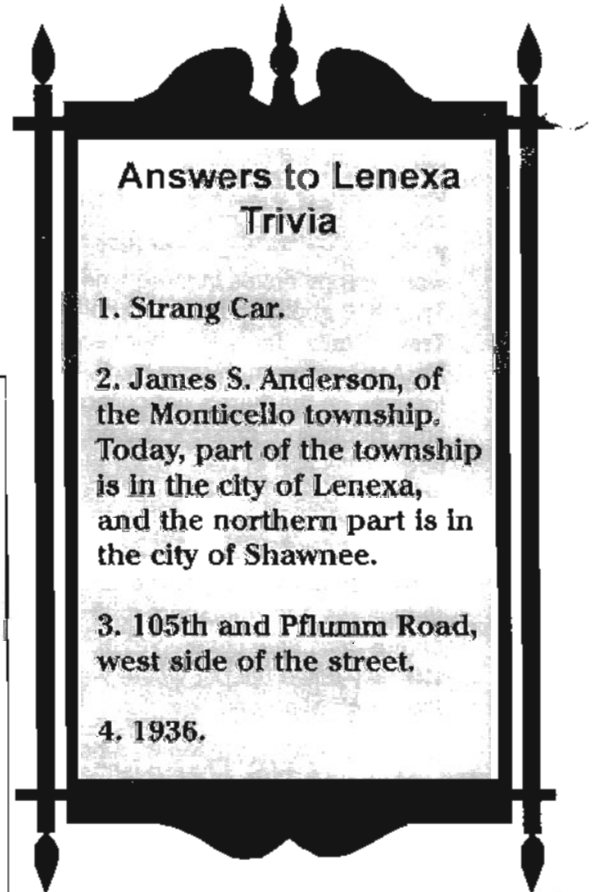 Answers to Lenexa
Trivia
1. Strang Car.
2. James S. Anderson, of
the Monticello township.
Today, part of the township
is in the city of Lenexa,
and the northern part is in
the city of Shawnee.
3. 105th and Pflumm Road,
west side of the street.
4. 1936.